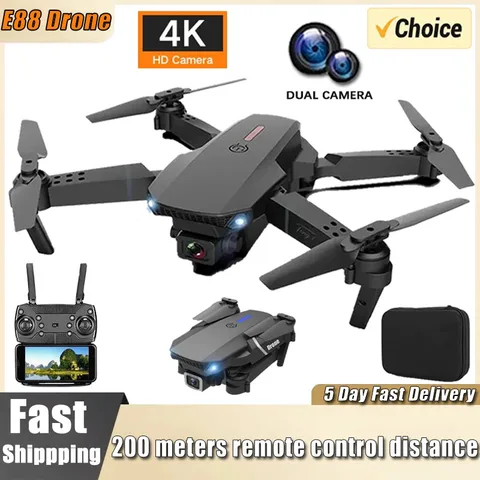 E88 Drone
4K
HD Camera
DUAL CAMERA
Choice
Drone
5 Day Fast Delivery
Fast
Shippping
200 meters remote control distance